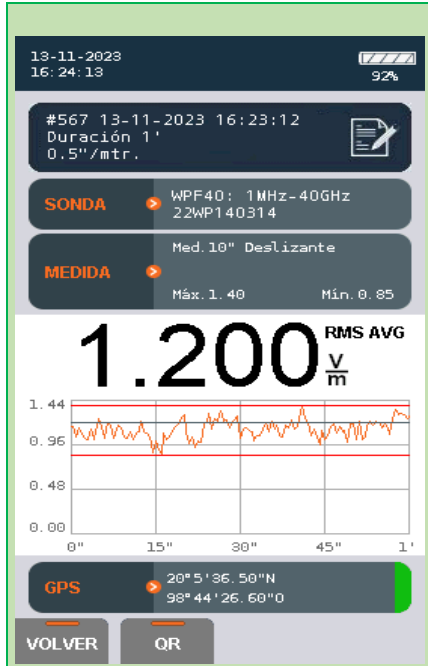 13-11-2023
16:24:13
92%
#567 13-11-2023 16:23:12
Duración 1'
0.5"/mtr.
SONDA
WPF40: 1MHz-40GHz
22WP140314
MEDIDA
Med.10" Deslizante
Máx.1.40 Mín.0.85
1.200 RMS AVG
V/m
1.44
0.96
0.48
0.00
0" 15" 30" 45" 1'
GPS
20°5'36.50"N
98°44'26.60"O
VOLVER QR